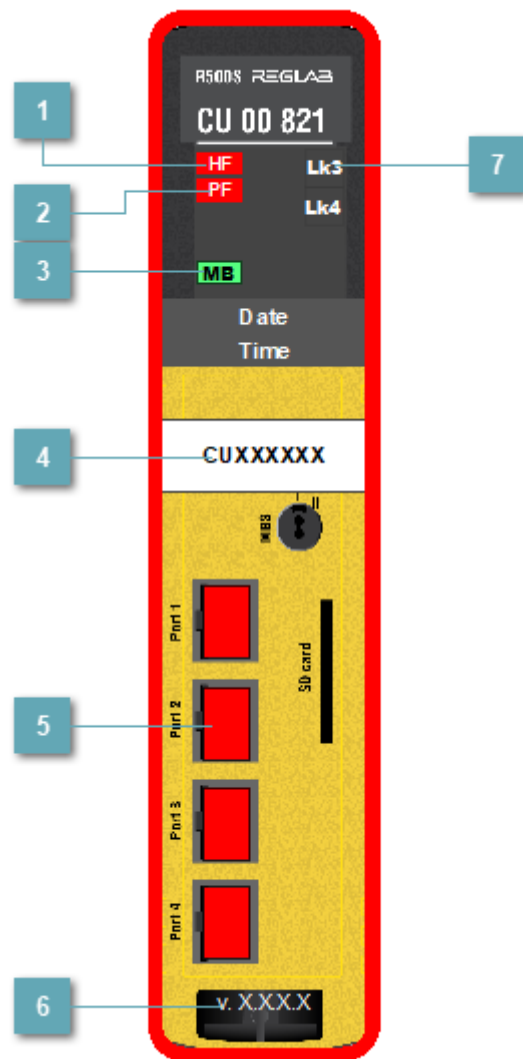 R500S REGLAB
CU 00 821
1
HF
Lk3
7
2
PF
Lk4
3
MB
Date
Time
4
CUXXXXXX
Port 1
SD card
5
Port 2
Port 3
Port 4
6
v. X.X.X.X